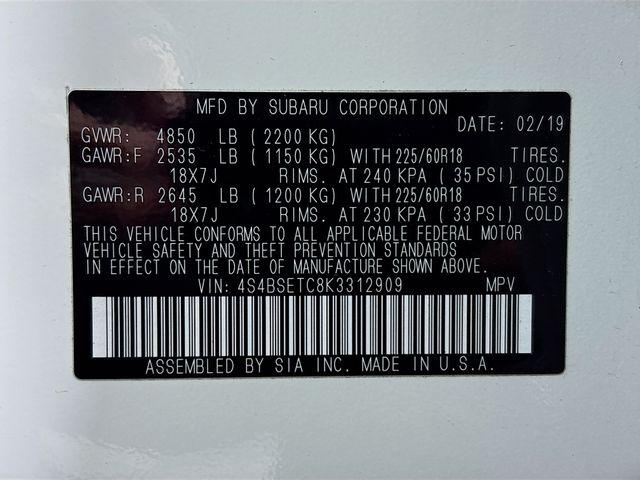 MFD BY SUBARU CORPORATION
DATE: 02/19
GVWR: 4850 LB (2200 KG)
GAWR:F 2535 LB (1150 KG) WITH 225/60R18 TIRES.
18X7J RIMS. AT 240 KPA (35 PSI) COLD
GAWR:R 2645 LB (1200 KG) WITH 225/60R18 TIRES.
18X7J RIMS. AT 230 KPA (33 PSI) COLD
THIS VEHICLE CONFORMS TO ALL APPLICABLE FEDERAL MOTOR
VEHICLE SAFETY AND THEFT PREVENTION STANDARDS
IN EFFECT ON THE DATE OF MANUFACTURE SHOWN ABOVE.
VIN: 4S4BSETC8K3312909 MPV
ASSEMBLED BY SIA INC. MADE IN U.S.A.